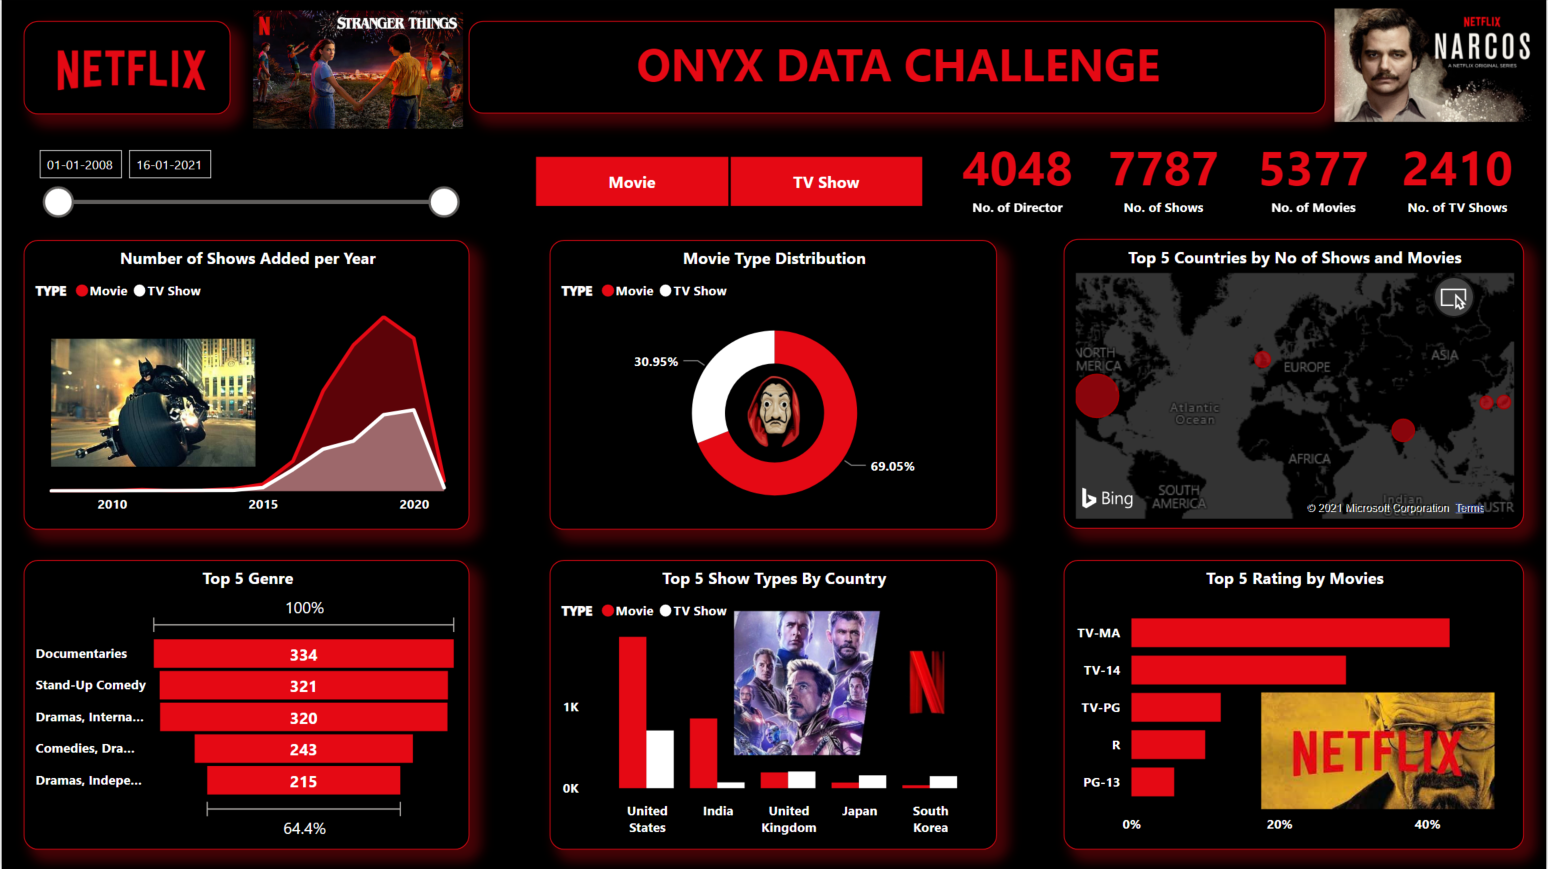 NETFLIX
N
STRANGER THINGS
ONYX DATA CHALLENGE
NETFLIX
NARCOS
A NETFLIX ORIGINAL SERIES
01-01-2008
16-01-2021
Movie
TV Show
4048
No. of Director
7787
No. of Shows
5377
No. of Movies
2410
No. of TV Shows
Number of Shows Added per Year
TYPE Movie TV Show
2010 2015 2020
Movie Type Distribution
TYPE Movie TV Show
30.95%
69.05%
Top 5 Countries by No of Shows and Movies
NORTH
MERICA
EUROPE
ASIA
Atlantic
Ocean
AFRICA
SOUTH
AMERICA
Indian
AUSTR
Bing
© 2021 Microsoft Corporation Terms
Top 5 Genre
100%
Documentaries 334
Stand-Up Comedy 321
Dramas, Interna... 320
Comedies, Dra... 243
Dramas, Indepe... 215
64.4%
Top 5 Show Types By Country
TYPE Movie TV Show
N
1K
0K
United
States
India
United
Kingdom
Japan
South
Korea
Top 5 Rating by Movies
TV-MA
TV-14
TV-PG
R
PG-13
NETFLIX
0% 20% 40%